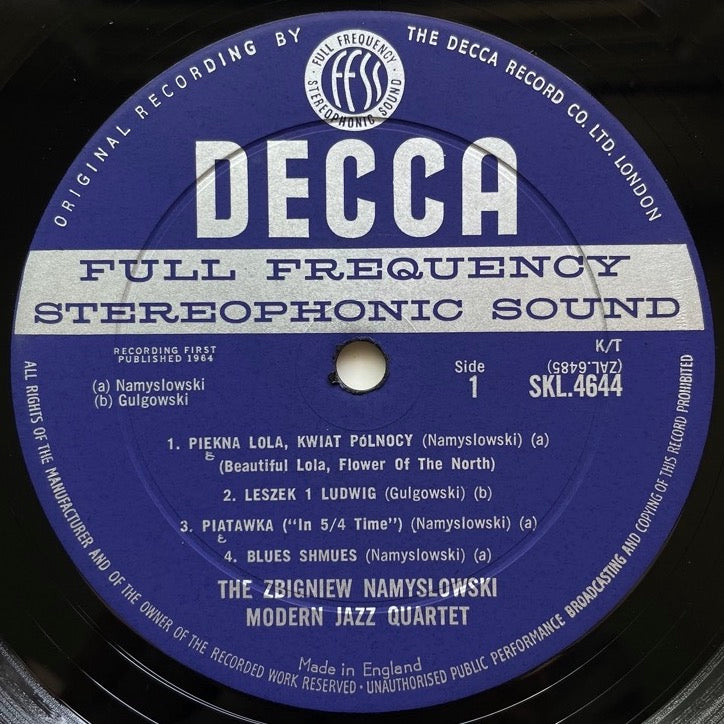 ORIGINAL RECORDING BY THE DECCA RECORD CO. LTD. LONDON
· FULL FREQUENCY · STEREOPHONIC SOUND
FFSS
DECCA
FULL FREQUENCY
STEREOPHONIC SOUND
RECORDING FIRST
PUBLISHED 1964
(a) Namyslowski
(b) Gulgowski
Side
1
K/T
(ZAL.6485)
SKL.4644
1. PIEKNA LOLA, KWIAT PóLNOCY (Namyslowski) (a)
(Beautiful Lola, Flower Of The North)
2. LESZEK 1 LUDWIG (Gulgowski) (b)
3. PIATAWKA ("In 5/4 Time") (Namyslowski) (a)
4. BLUES SHMUES (Namyslowski) (a)
THE ZBIGNIEW NAMYSLOWSKI
MODERN JAZZ QUARTET
Made in England
ALL RIGHTS OF THE MANUFACTURER AND OF THE OWNER OF THE RECORDED WORK RESERVED · UNAUTHORISED PUBLIC PERFORMANCE BROADCASTING AND COPYING OF THIS RECORD PROHIBITED